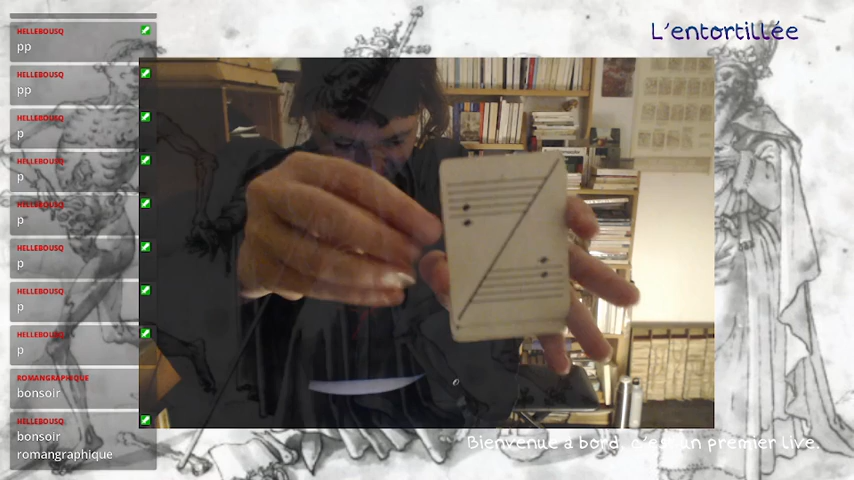 L'entortillée
HELLEBOUSQ
pp
HELLEBOUSQ
pp
HELLEBOUSQ
p
HELLEBOUSQ
p
HELLEBOUSQ
p
HELLEBOUSQ
p
HELLEBOUSQ
p
HELLEBOUSQ
p
ROMANGRAPHIQUE
bonsoir
HELLEBOUSQ
bonsoir
romangraphique
Bienvenue à bord, c'est un premier live.